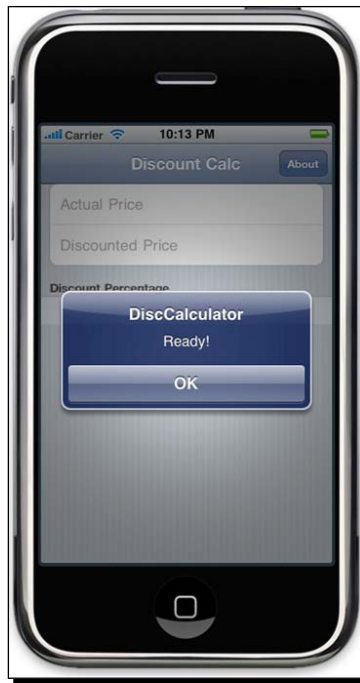 Carrier 10:13 PM
Discount Calc About
Actual Price
Discounted Price
Discount Percentage
DiscCalculator
Ready!
OK